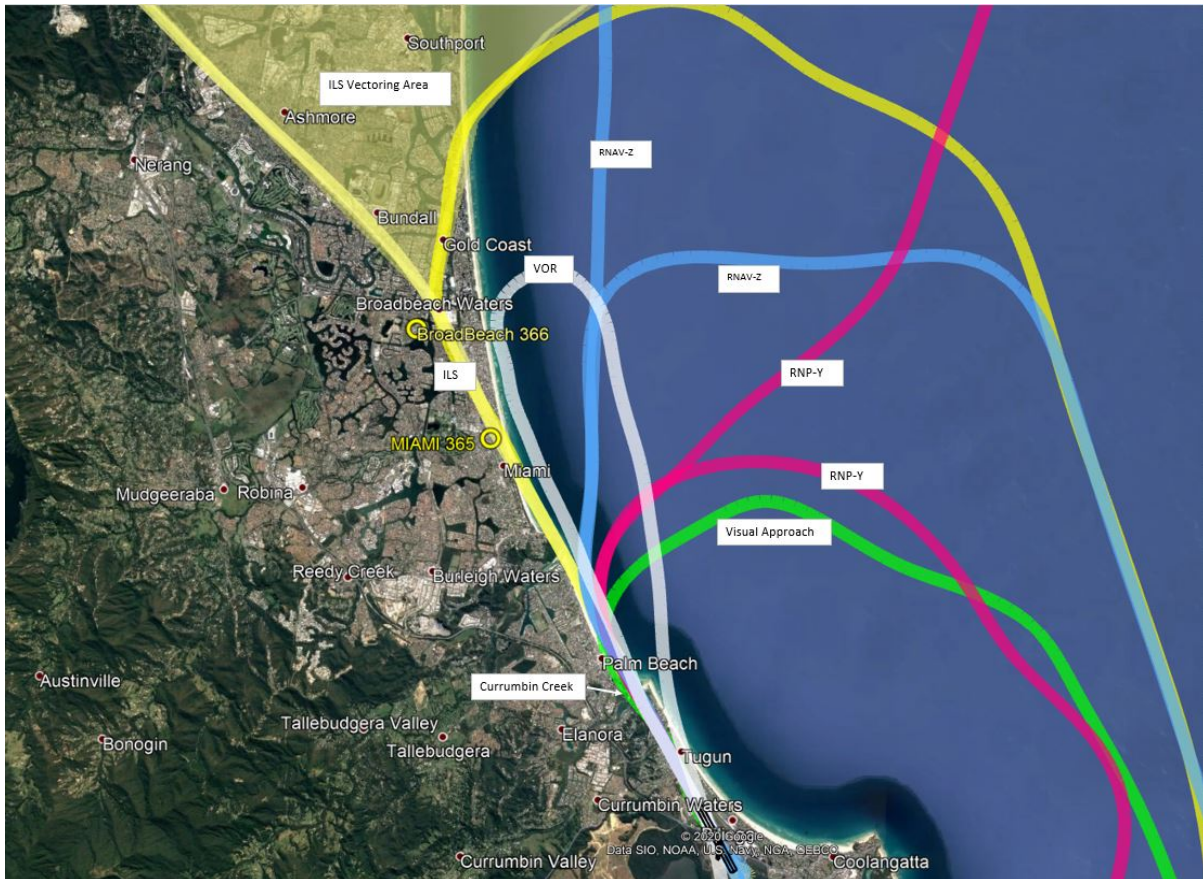 Southport
ILS Vectoring Area
Ashmore
Nerang
RNAV-Z
Bundall
Gold Coast
VOR
RNAV-Z
Broadbeach Waters
BroadBeach 366
ILS
RNP-Y
MIAMI 365
Miami
RNP-Y
Mudgeeraba
Robina
Visual Approach
Reedy Creek
Burleigh Waters
Palm Beach
Austinville
Currumbin Creek
Tallebudgera Valley
Elanora
Bonogin
Tallebudgera
Tugun
Currumbin Waters
© 2020 Google
Data SIO, NOAA, U.S. Navy, NGA, GEBCO
Currumbin Valley
Coolangatta